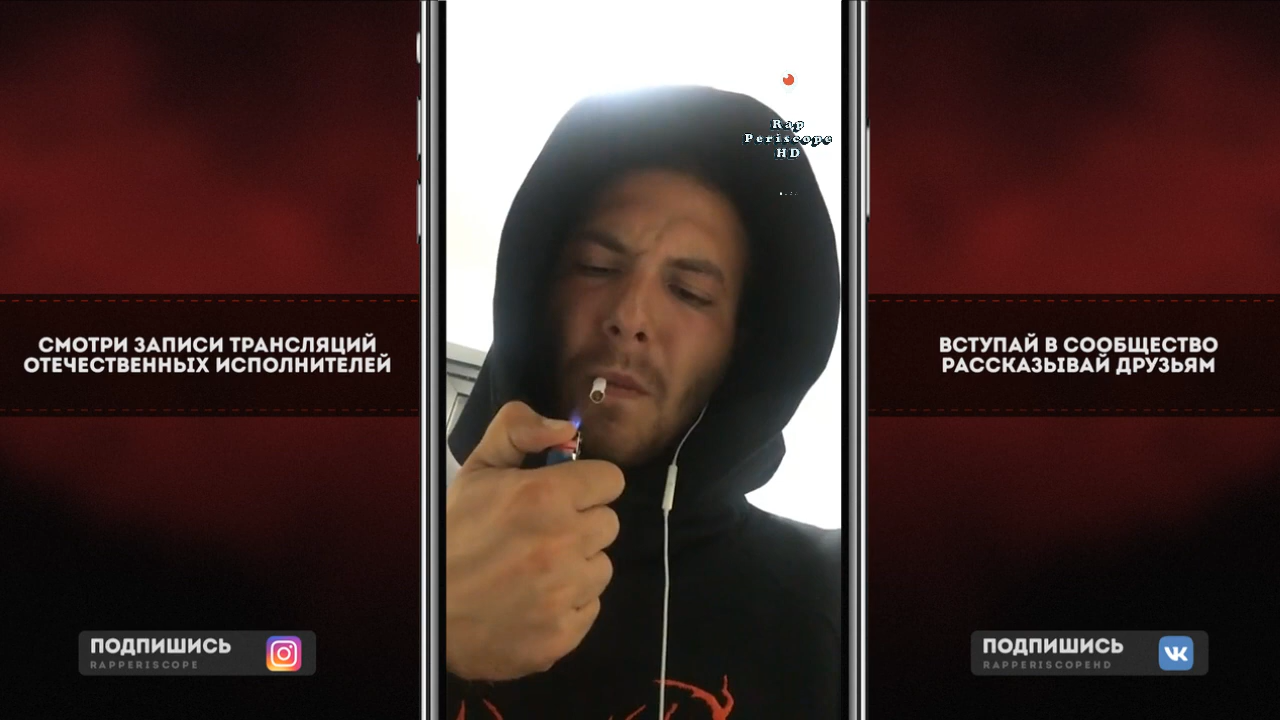 СМОТРИ ЗАПИСИ ТРАНСЛЯЦИЙ
ОТЕЧЕСТВЕННЫХ ИСПОЛНИТЕЛЕЙ
ПОДПИШИСЬ
RAPPERISCOPE
Rap
Periscope
HD
ВСТУПАЙ В СООБЩЕСТВО
РАССКАЗЫВАЙ ДРУЗЬЯМ
ПОДПИШИСЬ
RAPPERISCOPEHD